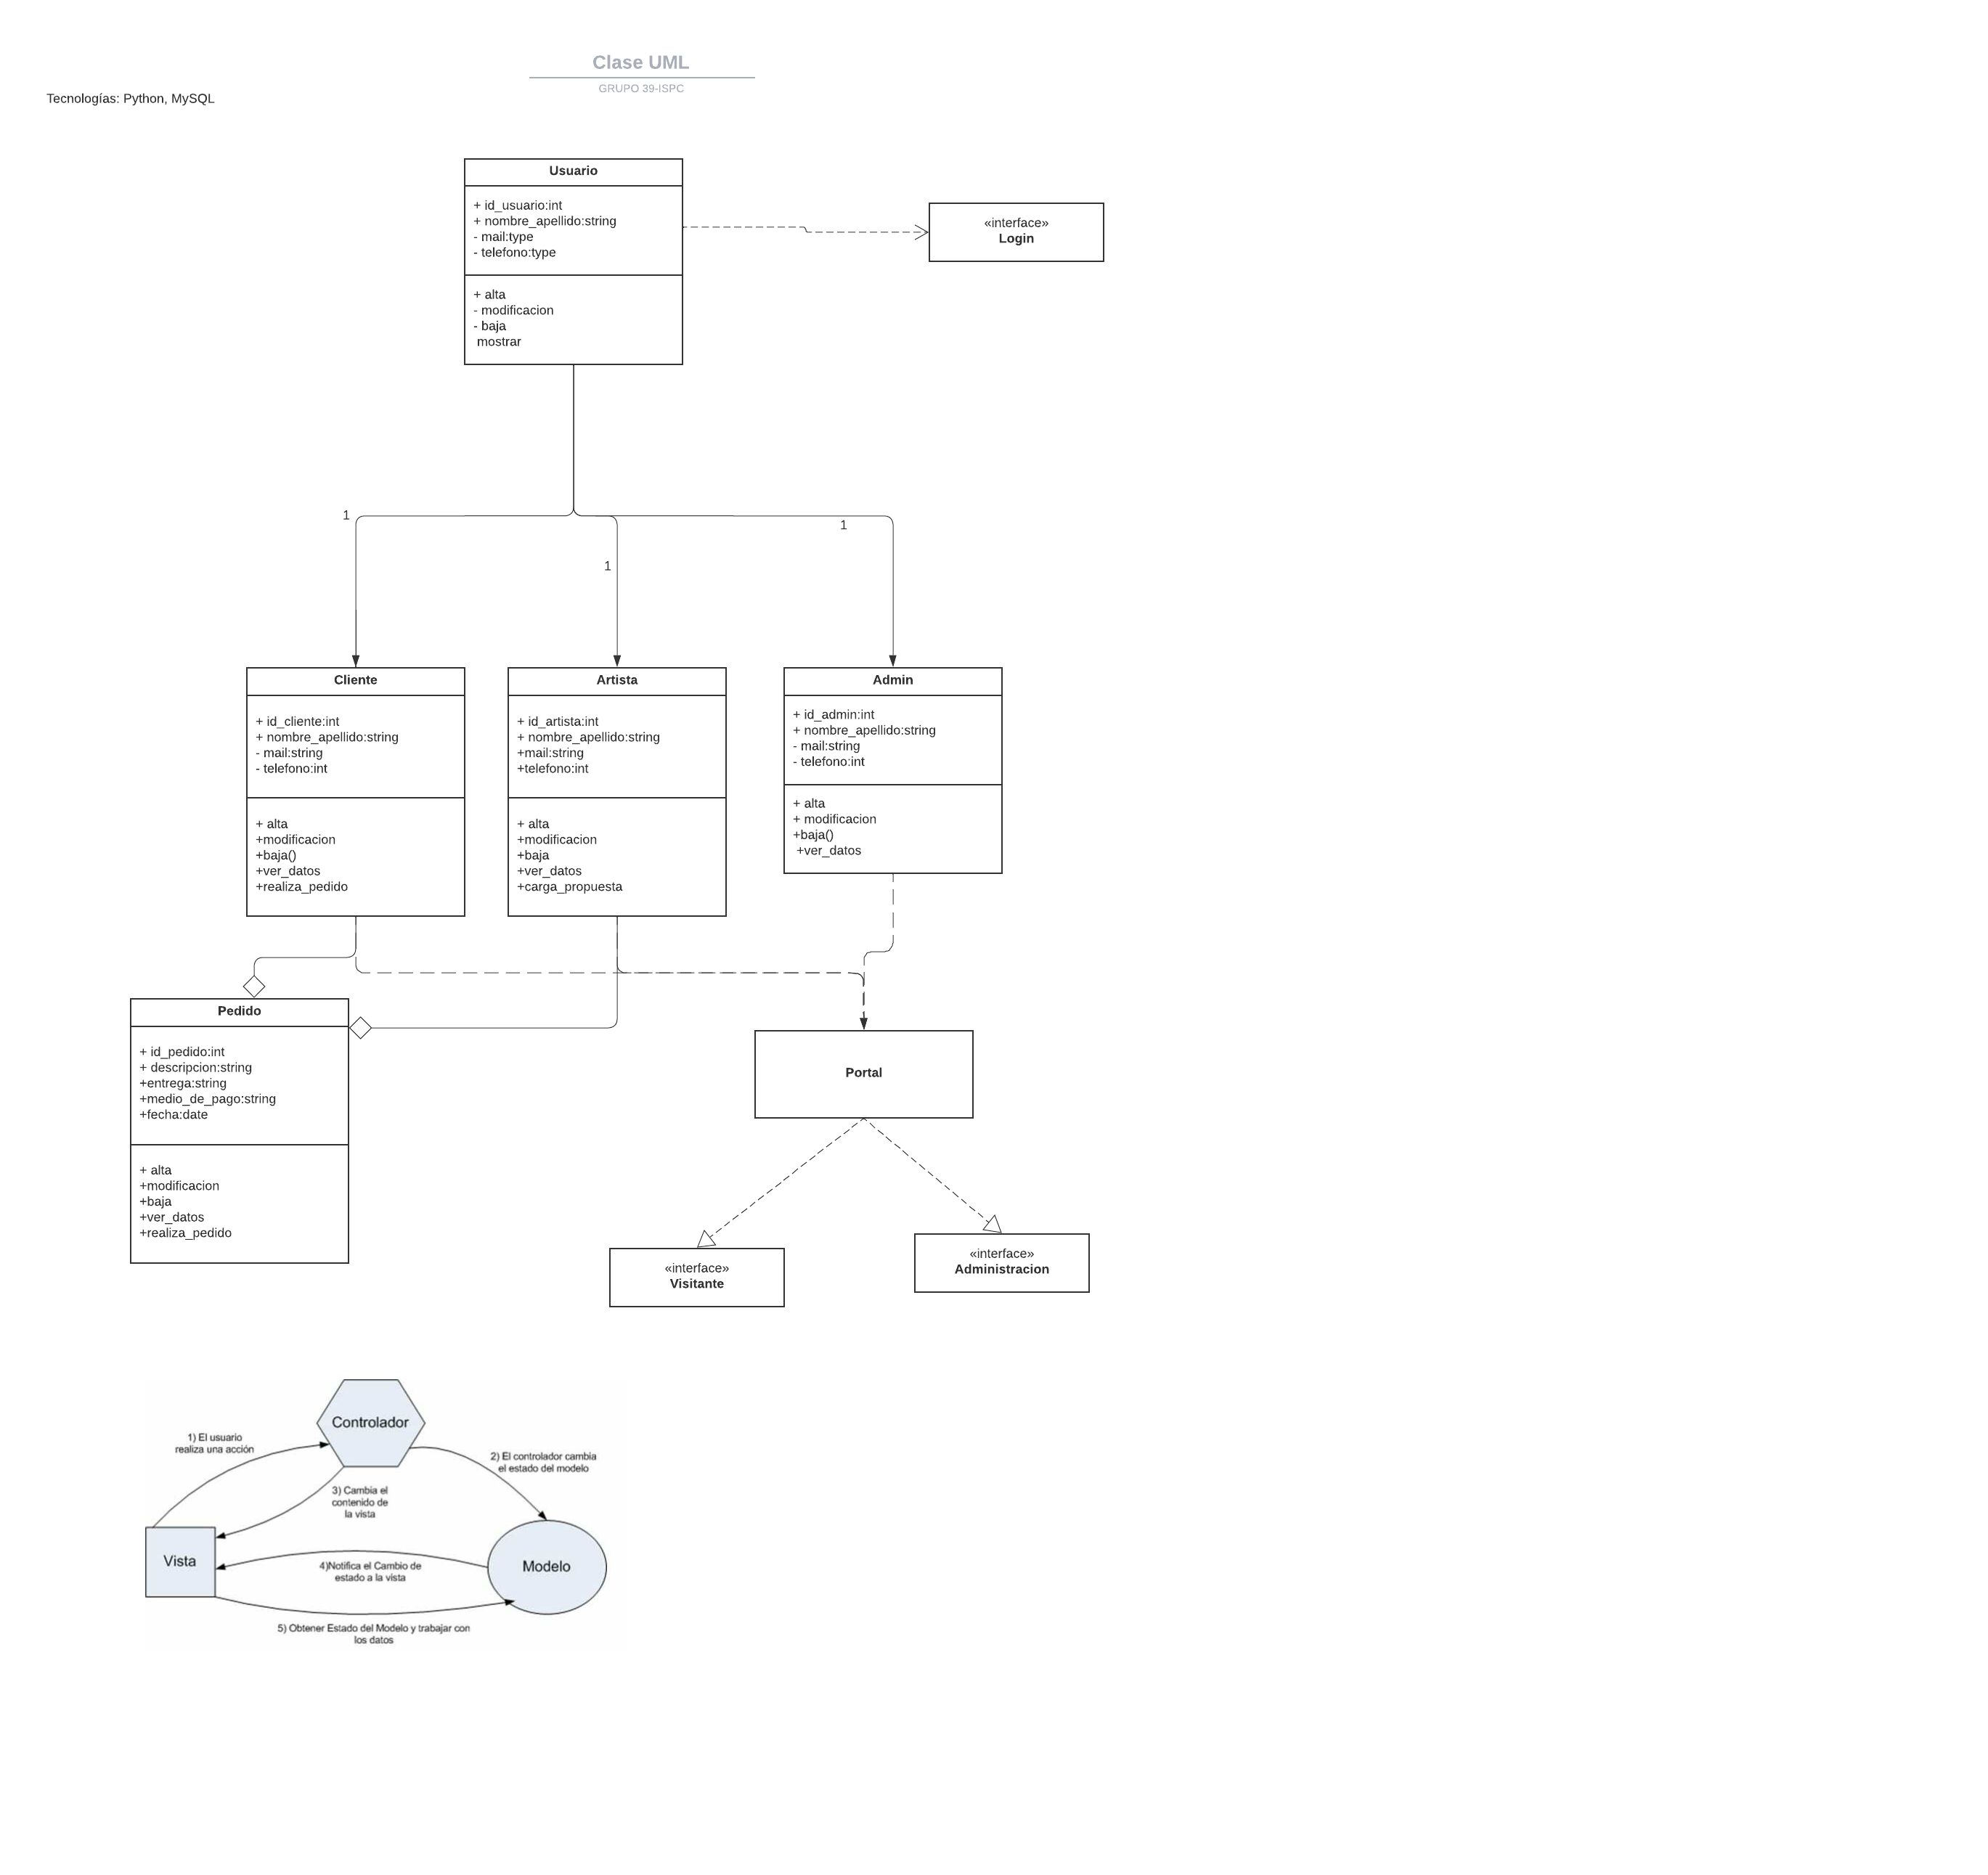 Clase UML
GRUPO 39-ISPC
Tecnologías: Python, MySQL
Usuario
+ id_usuario:int
+ nombre_apellido:string
- mail:type
- telefono:type
+ alta
- modificacion
- baja
mostrar
«interface»
Login
1
1
1
Cliente
+ id_cliente:int
+ nombre_apellido:string
- mail:string
- telefono:int
+ alta
+modificacion
+baja()
+ver_datos
+realiza_pedido
Artista
+ id_artista:int
+ nombre_apellido:string
+mail:string
+telefono:int
+ alta
+modificacion
+baja
+ver_datos
+carga_propuesta
Admin
+ id_admin:int
+ nombre_apellido:string
- mail:string
- telefono:int
+ alta
+ modificacion
+baja()
+ver_datos
Pedido
+ id_pedido:int
+ descripcion:string
+entrega:string
+medio_de_pago:string
+fecha:date
+ alta
+modificacion
+baja
+ver_datos
+realiza_pedido
Portal
«interface»
Visitante
«interface»
Administracion
Controlador
1) El usuario
realiza una acción
2) El controlador cambia
el estado del modelo
3) Cambia el
contenido de
la vista
Vista
4)Notifica el Cambio de
estado a la vista
Modelo
5) Obtener Estado del Modelo y trabajar con
los datos